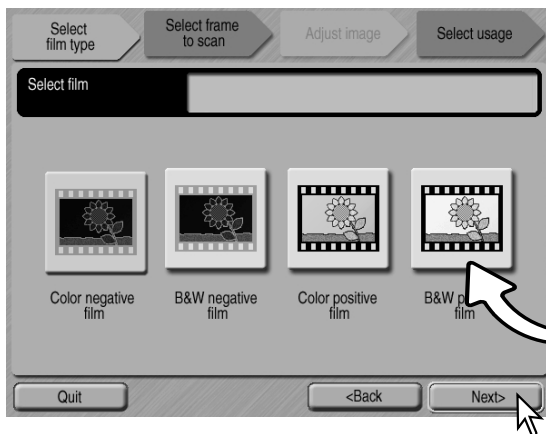 Select
film type
Select frame
to scan
Adjust image
Select usage
Select film
Color negative
film
B&W negative
film
Color positive
film
B&W
film
Quit
<Back
Next>